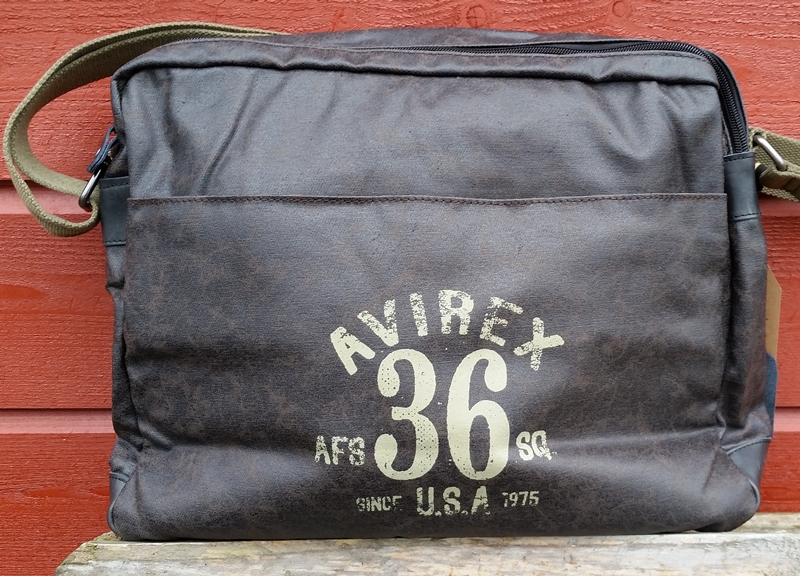 AVIREX
AFS 36 SQ.
SINCE U.S.A 1975